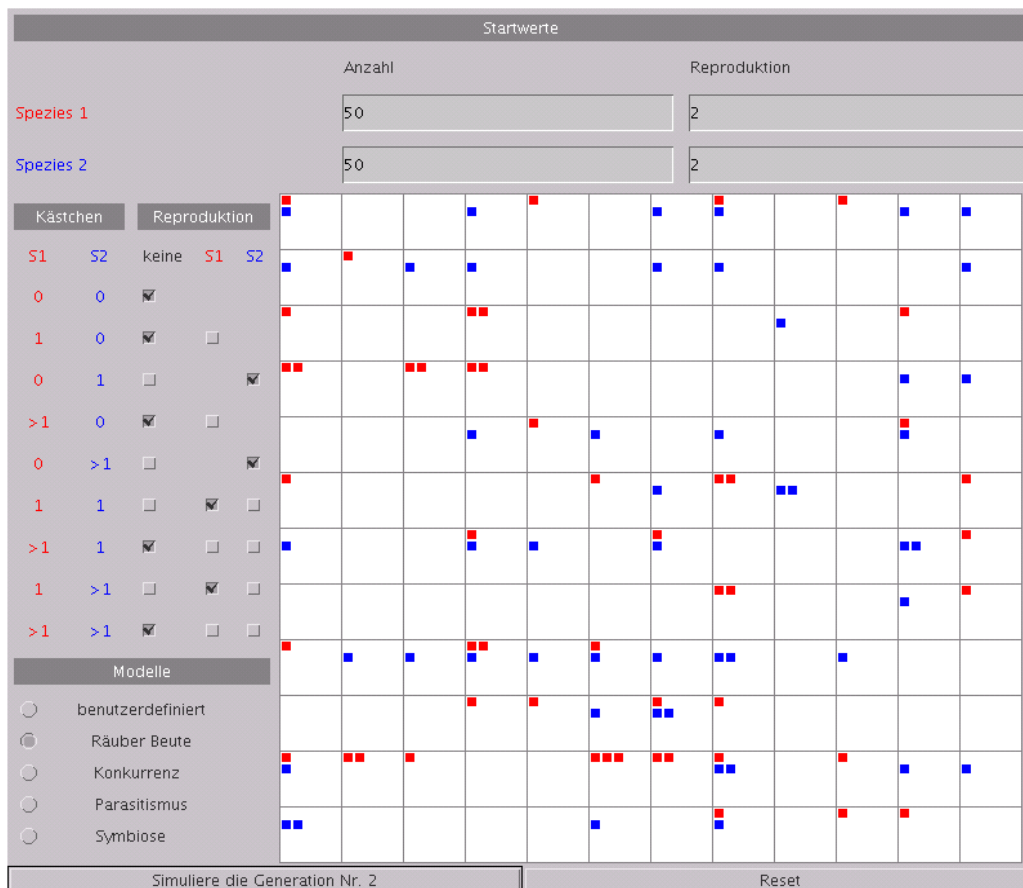 Startwerte
Anzahl Reproduktion
Spezies 1 50 2
Spezies 2 50 2
Kästchen Reproduktion
S1 S2 keine S1 S2
0 0
1 0
0 1
>1 0
0 >1
1 1
>1 1
1 >1
>1 >1
Modelle
benutzerdefiniert
Räuber Beute
Konkurrenz
Parasitismus
Symbiose
Simuliere die Generation Nr. 2 Reset